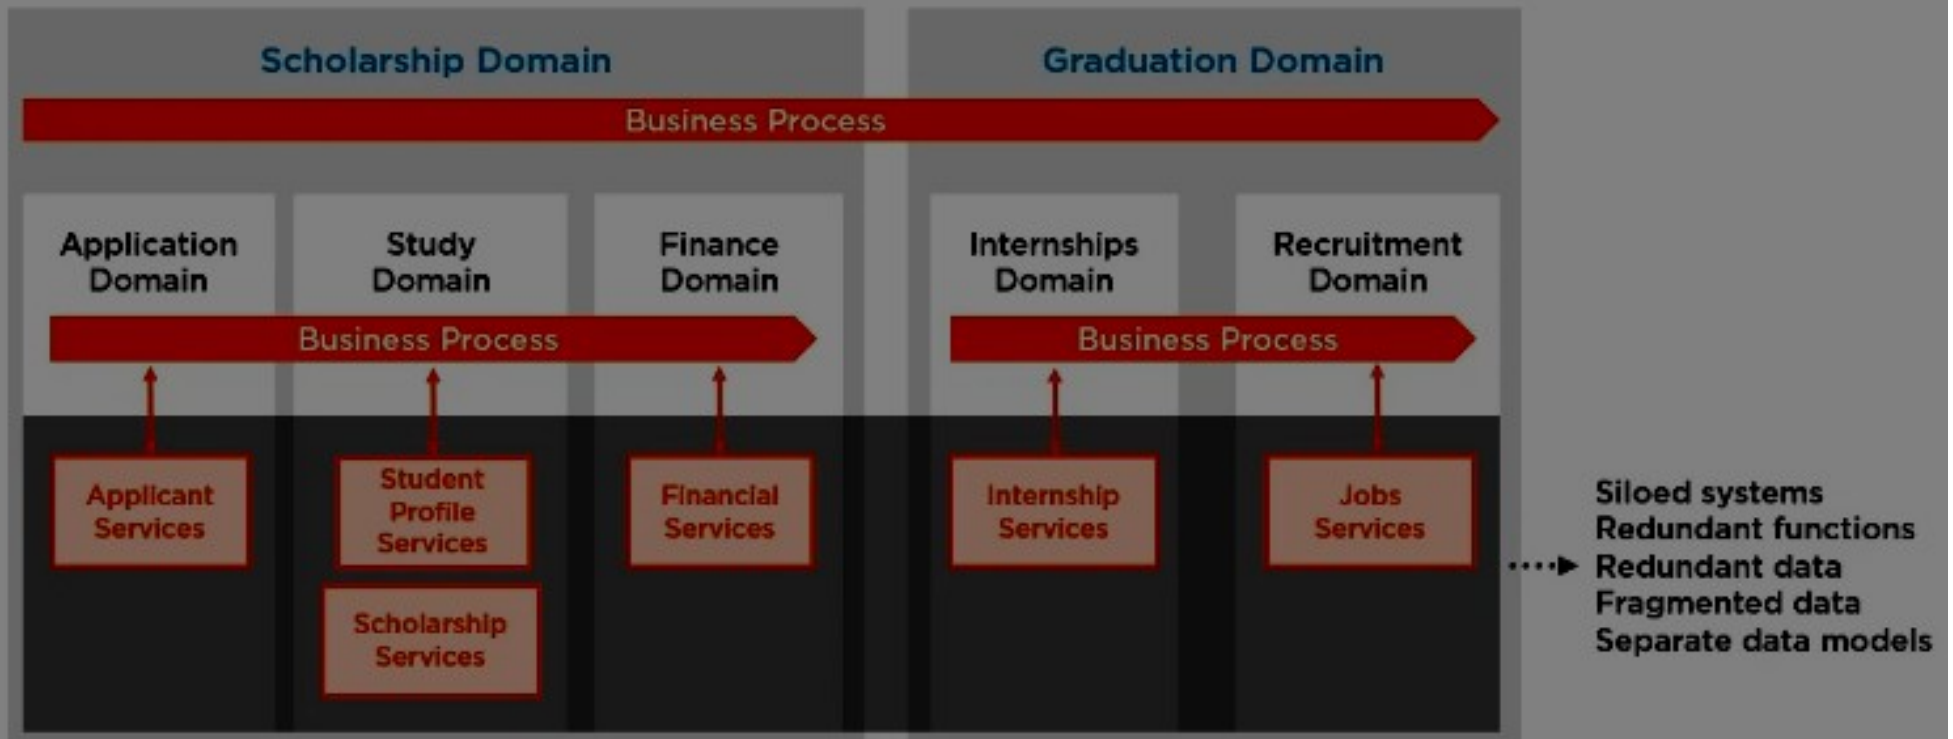 Scholarship Domain
Graduation Domain
Business Process
Application
Domain
Study
Domain
Finance
Domain
Internships
Domain
Recruitment
Domain
Business Process
Business Process
Applicant
Services
Student
Profile
Services
Financial
Services
Internship
Services
Jobs
Services
Scholarship
Services
Siloed systems
Redundant functions
Redundant data
Fragmented data
Separate data models